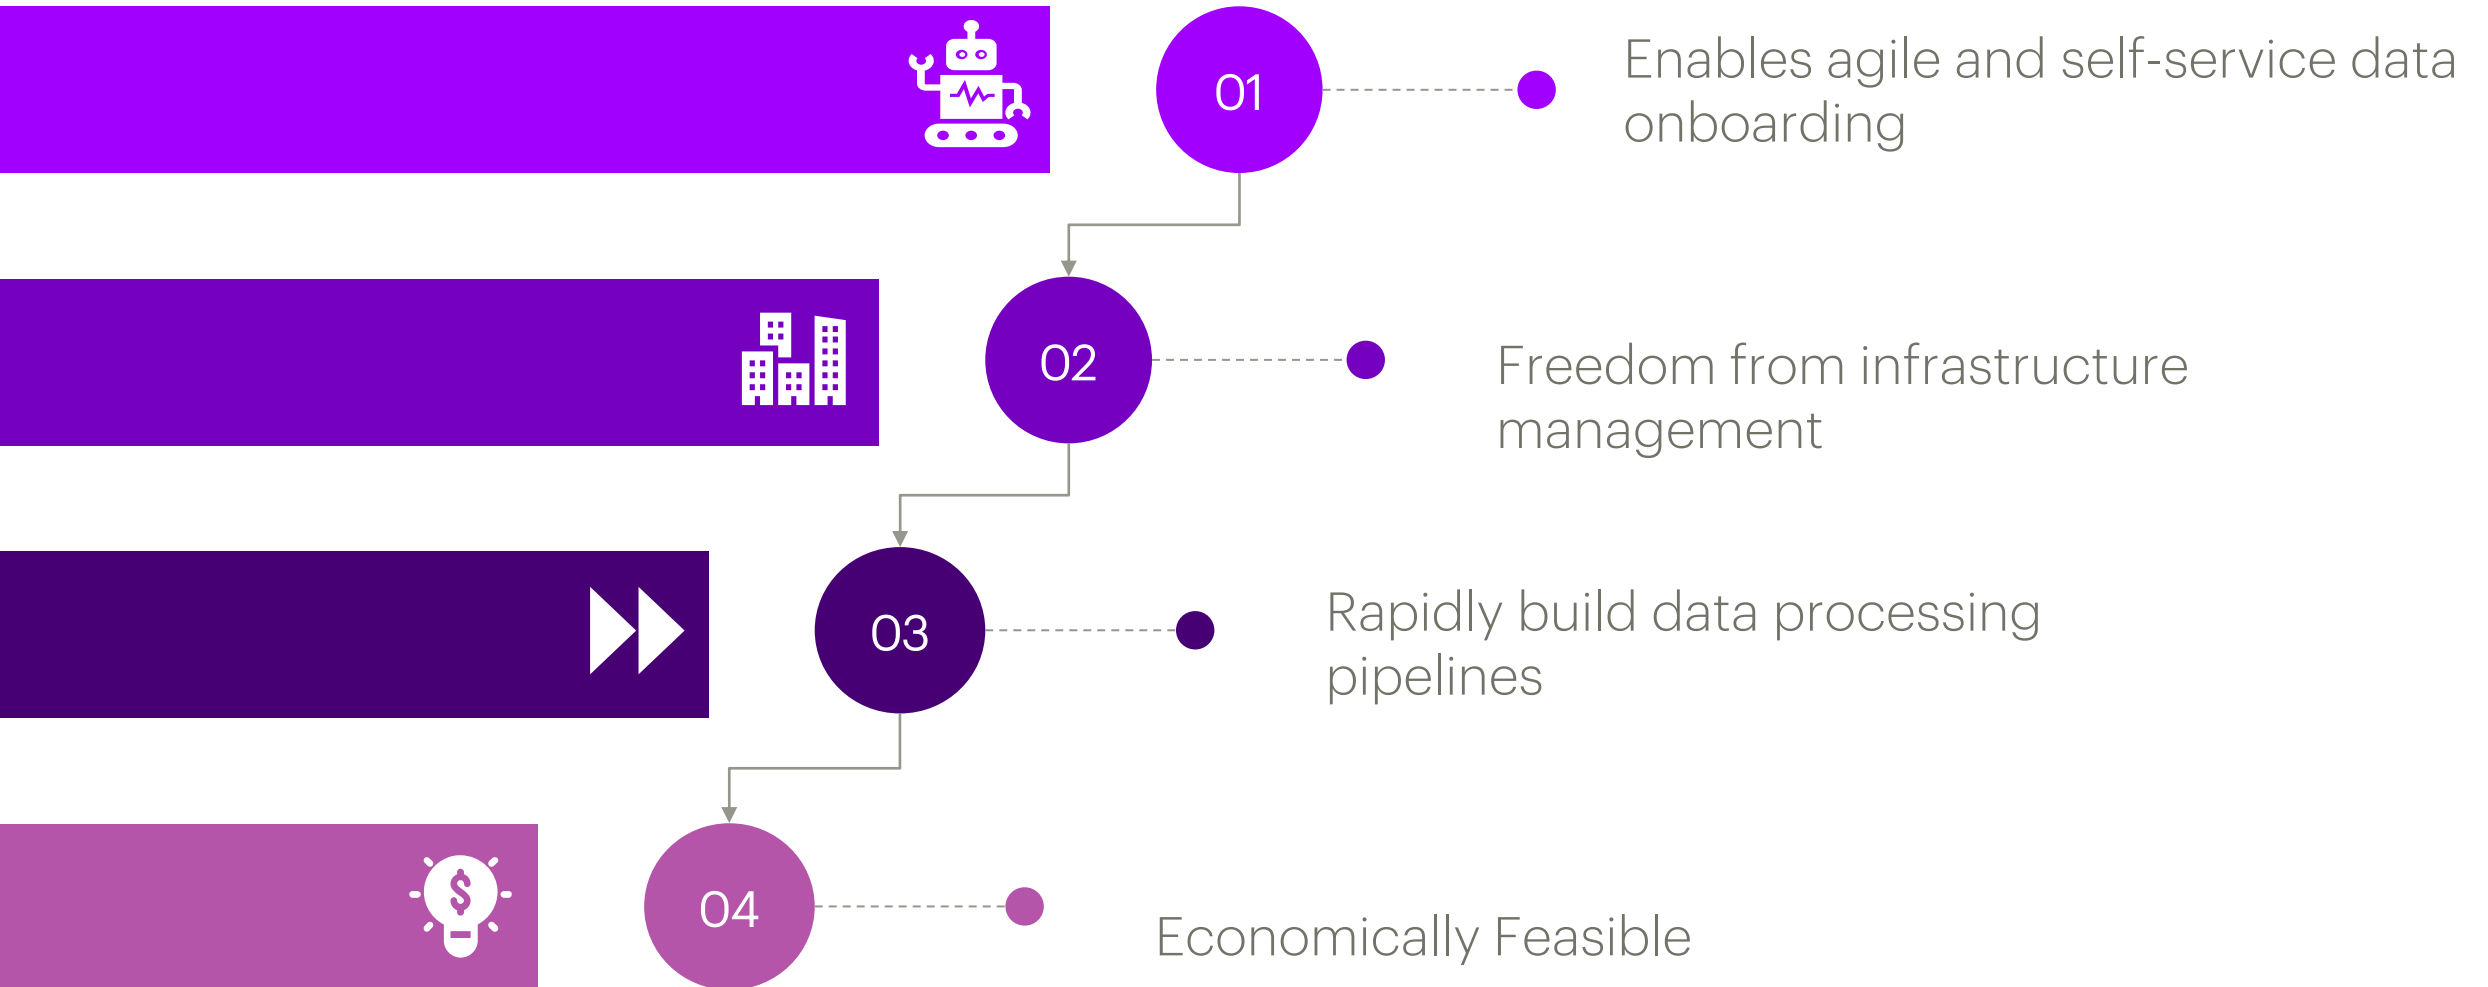 01
Enables agile and self-service data
onboarding
02
Freedom from infrastructure
management
03
Rapidly build data processing
pipelines
04
Economically Feasible